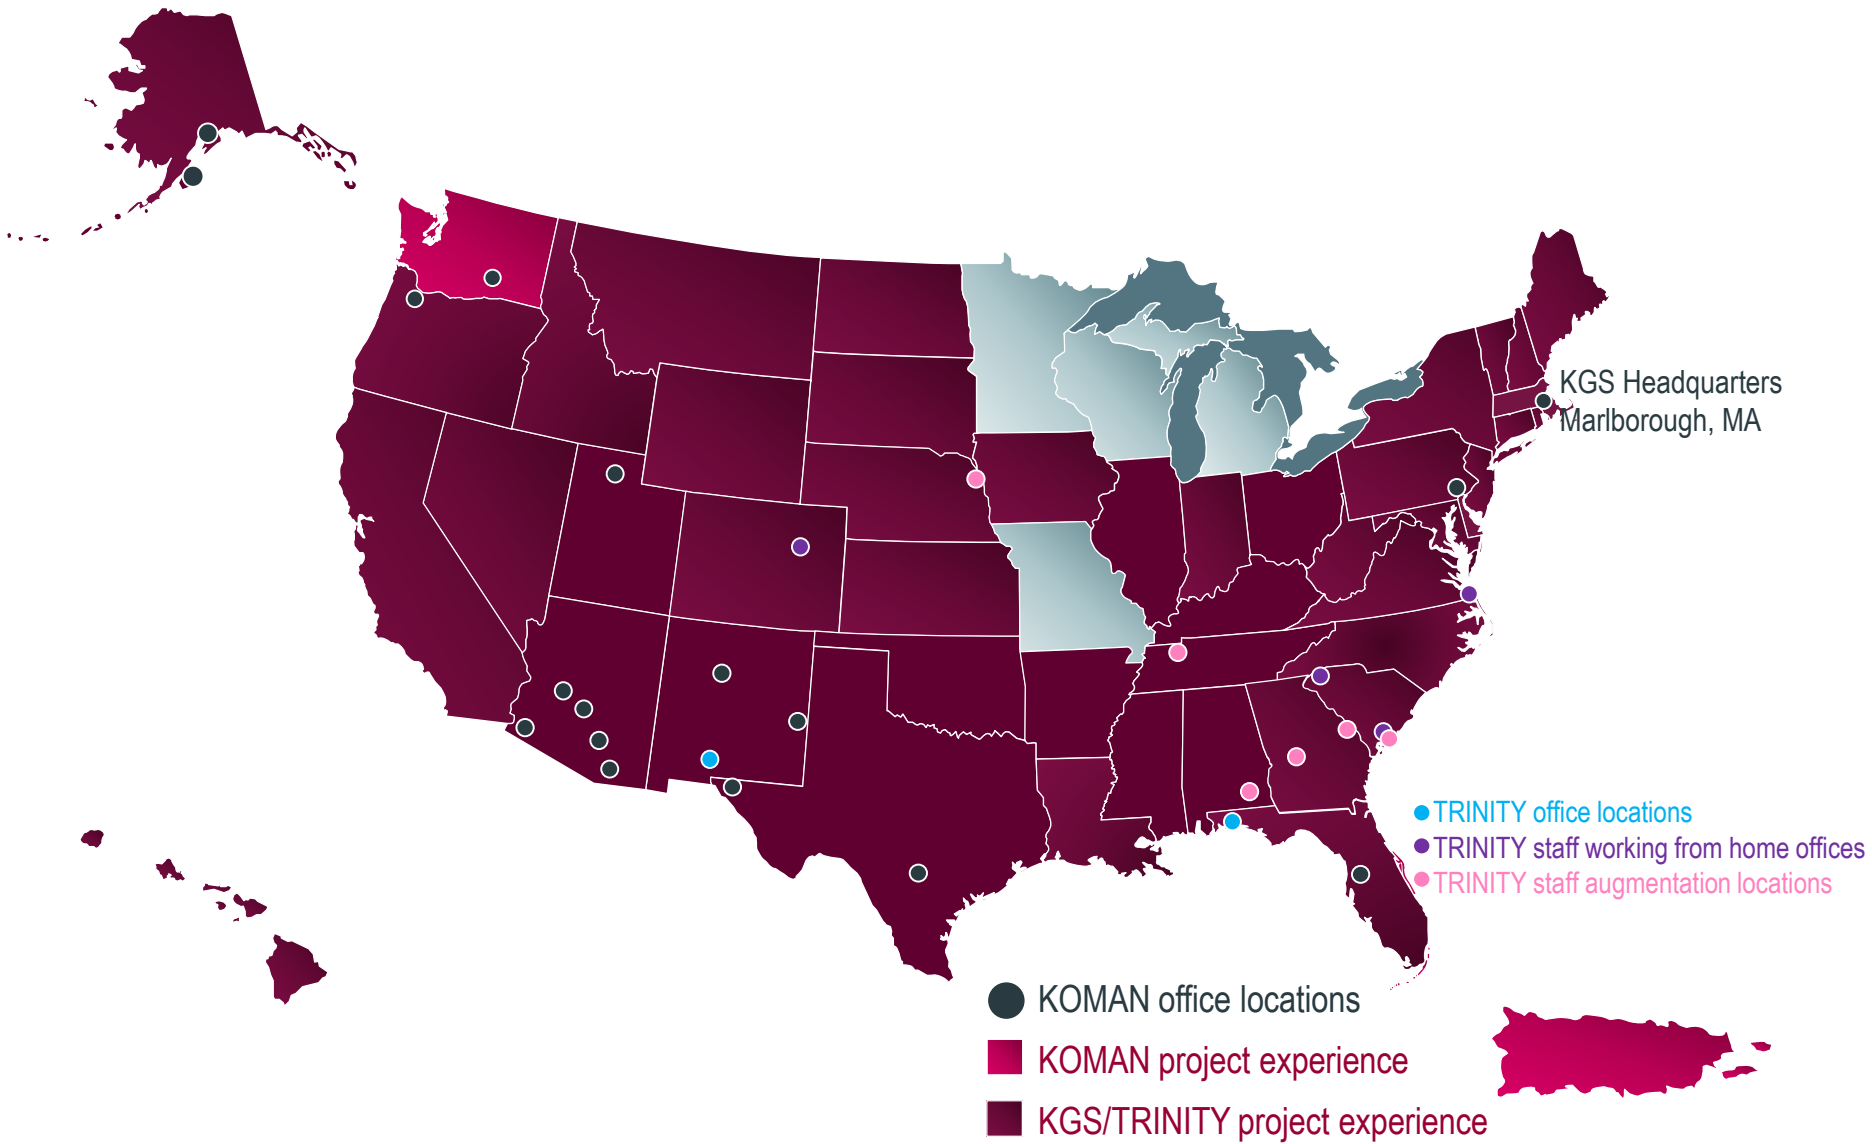 KGS Headquarters
Marlborough, MA
TRINITY office locations
TRINITY staff working from home offices
TRINITY staff augmentation locations
KOMAN office locations
KOMAN project experience
KGS/TRINITY project experience